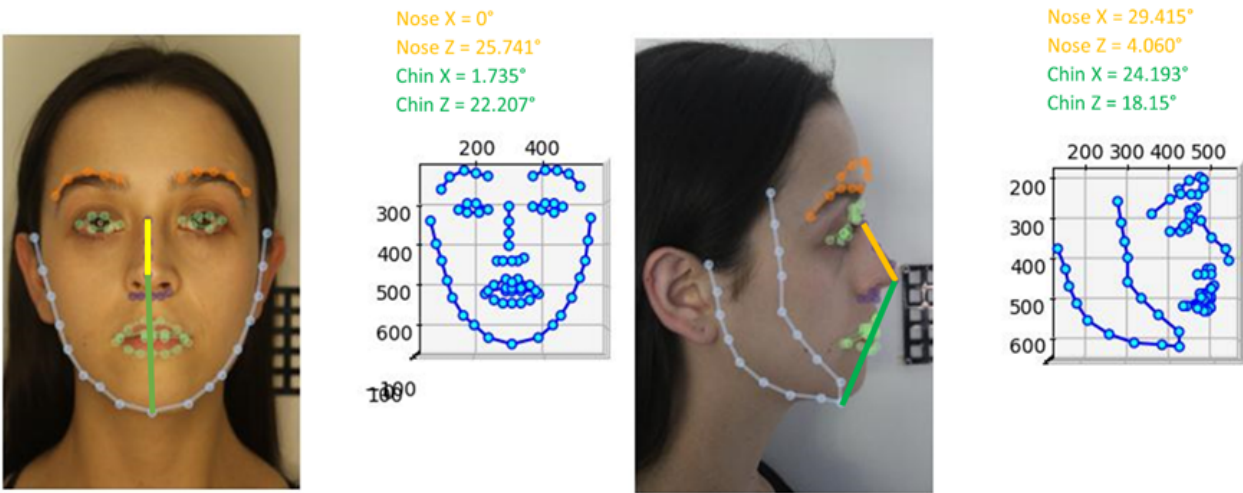 Nose X = 0°
Nose Z = 25.741°
Chin X = 1.735°
Chin Z = 22.207°
200 400
300
400
500
600
Nose X = 29.415°
Nose Z = 4.060°
Chin X = 24.193°
Chin Z = 18.15°
200 300 400 500
200
300
400
500
600